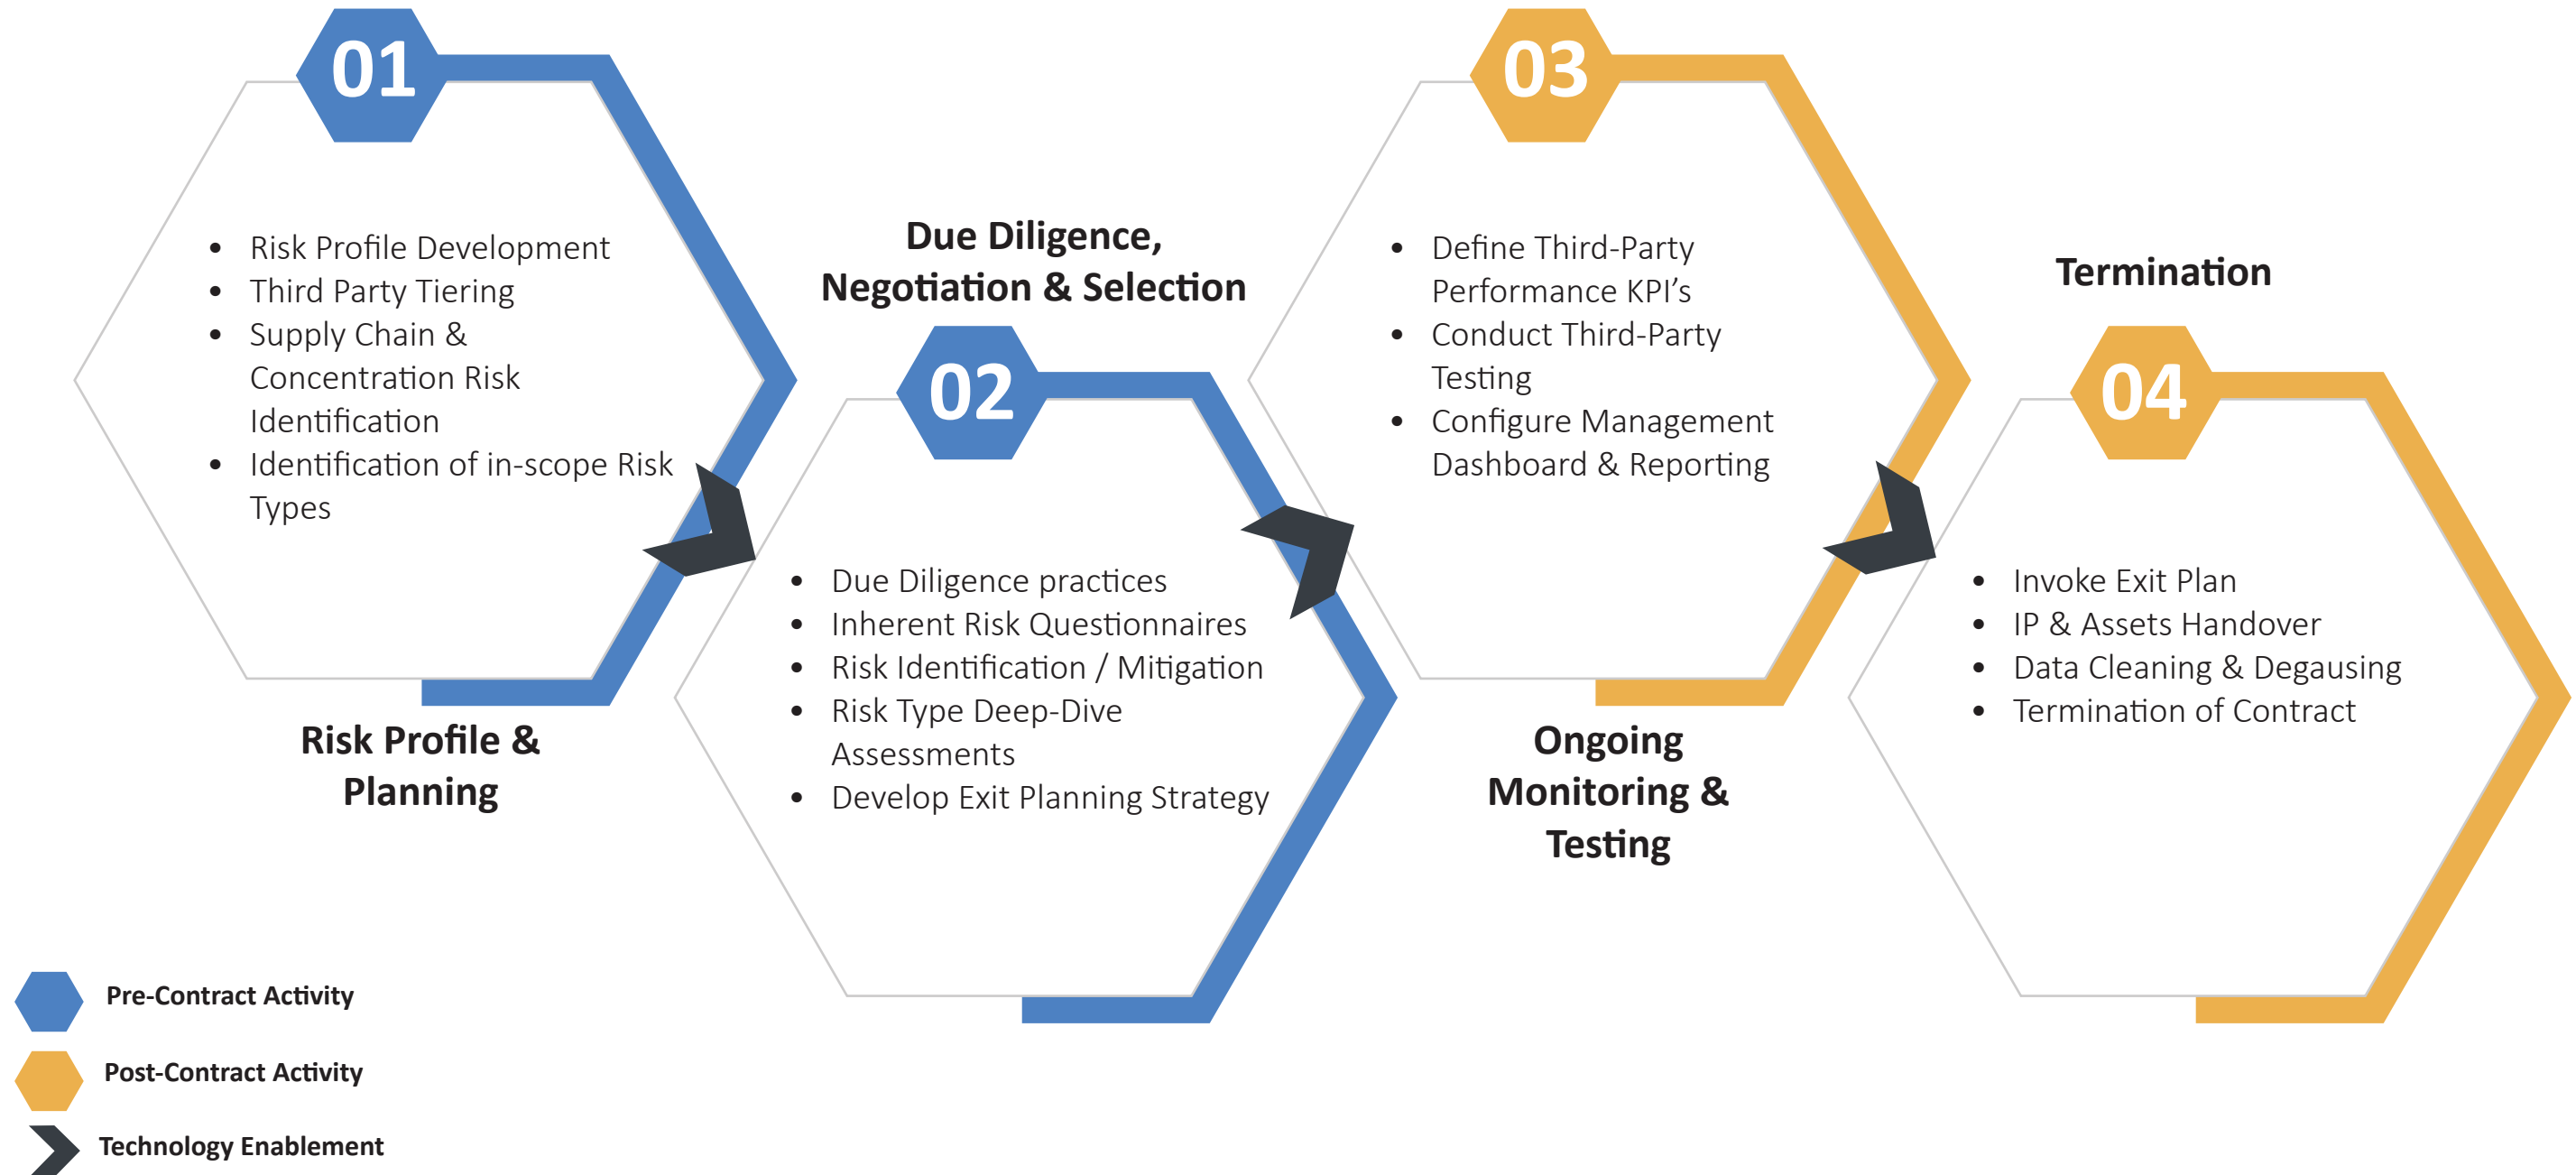 01
• Risk Profile Development
• Third Party Tiering
• Supply Chain &
Concentration Risk
Identification
• Identification of in-scope Risk
Types
Risk Profile &
Planning
Due Diligence,
Negotiation & Selection
02
• Due Diligence practices
• Inherent Risk Questionnaires
• Risk Identification / Mitigation
• Risk Type Deep-Dive
Assessments
• Develop Exit Planning Strategy
03
• Define Third-Party
Performance KPI’s
• Conduct Third-Party
Testing
• Configure Management
Dashboard & Reporting
Ongoing
Monitoring &
Testing
Termination
04
• Invoke Exit Plan
• IP & Assets Handover
• Data Cleaning & Degausing
• Termination of Contract
Pre-Contract Activity
Post-Contract Activity
Technology Enablement